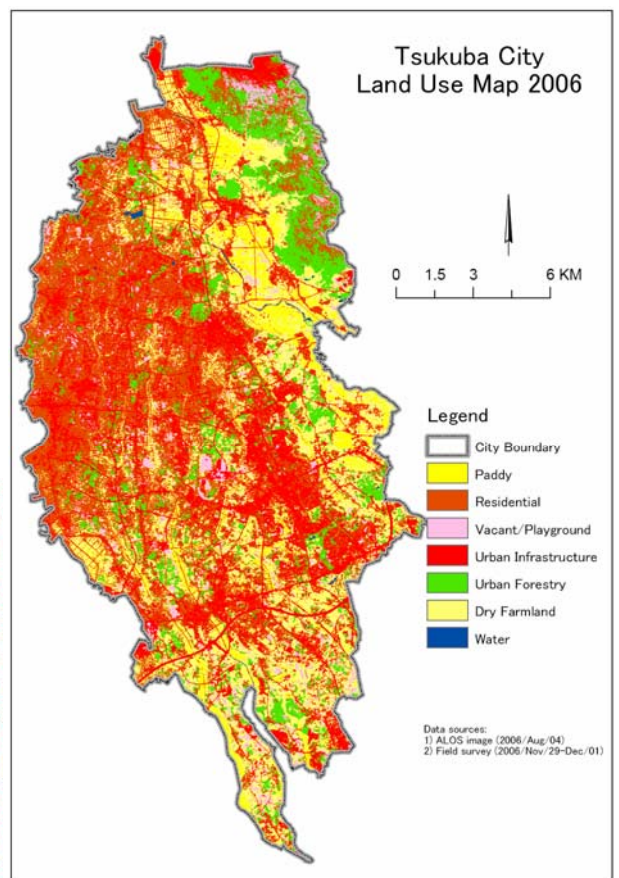 Tsukuba City
Land Use Map 2006
0 1.5 3 6 KM
Legend
City Boundary
Paddy
Residential
Vacant/Playground
Urban Infrastructure
Urban Forestry
Dry Farmland
Water
Data sources:
1) ALOS image (2006/Aug/04)
2) Field survey (2006/Nov/29-Dec/01)